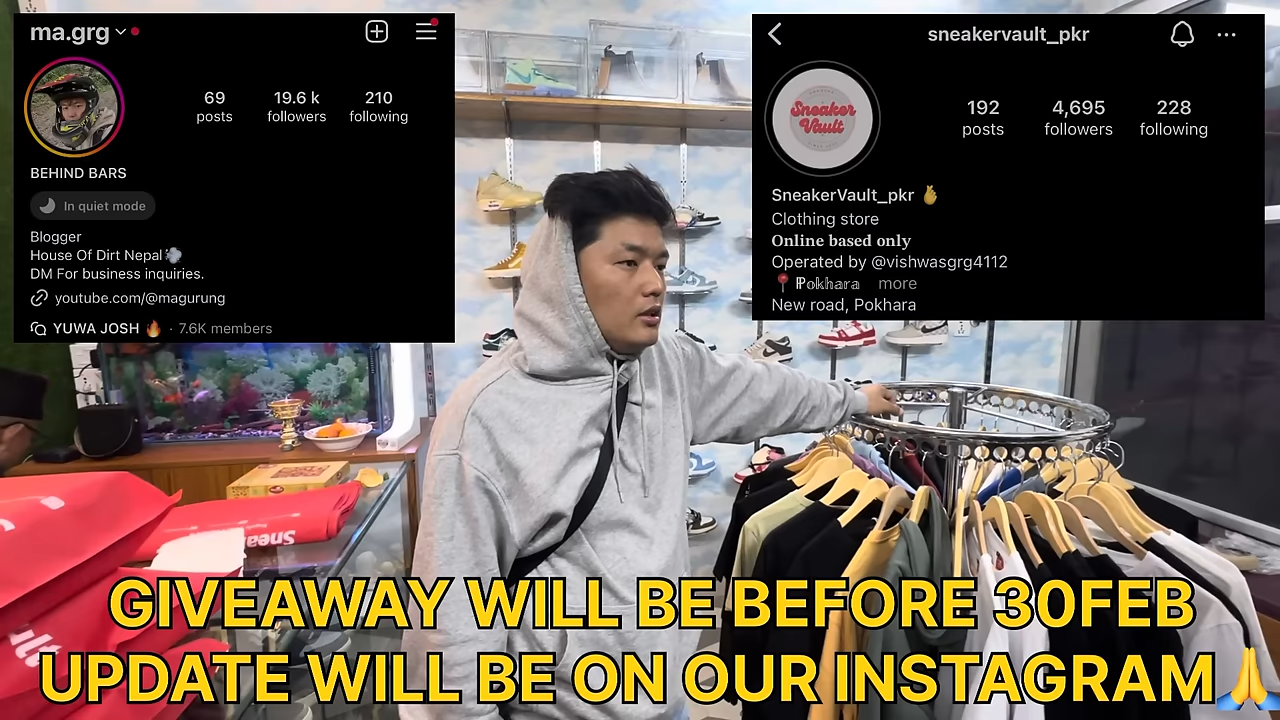 ma.grg
69 posts
19.6 k followers
210 following
BEHIND BARS
In quiet mode
Blogger
House Of Dirt Nepal💨
DM For business inquiries.
youtube.com/@magurung
YUWA JOSH 🔥 · 7.6K members
sneakervault_pkr
Sneaker
Vault
192 posts
4,695 followers
228 following
SneakerVault_pkr 🫰
Clothing store
Online based only
Operated by @vishwasgrg4112
📍 ℙ𝕠𝕜𝕙𝕒𝕣𝕒 more
New road, Pokhara
GIVEAWAY WILL BE BEFORE 30FEB
UPDATE WILL BE ON OUR INSTAGRAM🙏